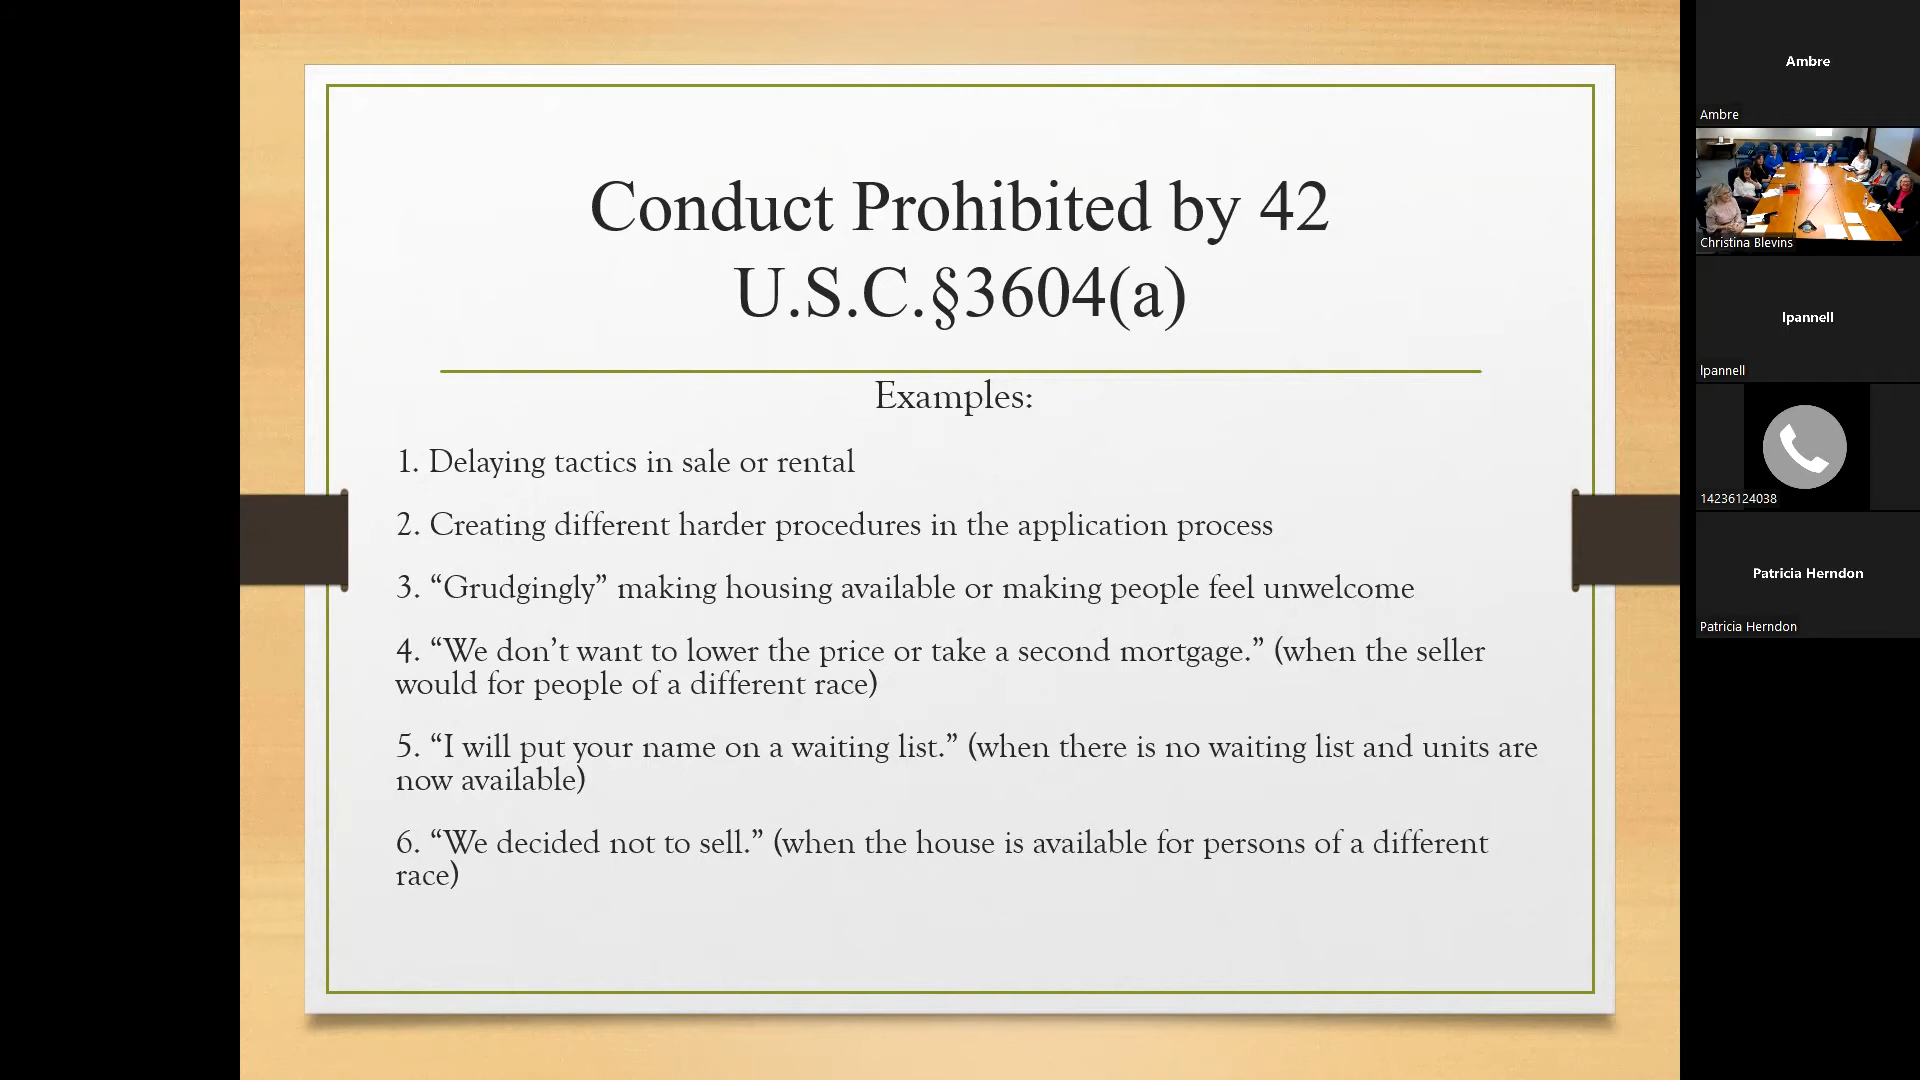 Conduct Prohibited by 42
U.S.C.§3604(a)
Examples:
1. Delaying tactics in sale or rental
2. Creating different harder procedures in the application process
3. “Grudgingly” making housing available or making people feel unwelcome
4. “We don’t want to lower the price or take a second mortgage.” (when the seller
would for people of a different race)
5. “I will put your name on a waiting list.” (when there is no waiting list and units are
now available)
6. “We decided not to sell.” (when the house is available for persons of a different
race)
Ambre
Ambre
Christina Blevins
lpannell
lpannell
14236124038
Patricia Herndon
Patricia Herndon